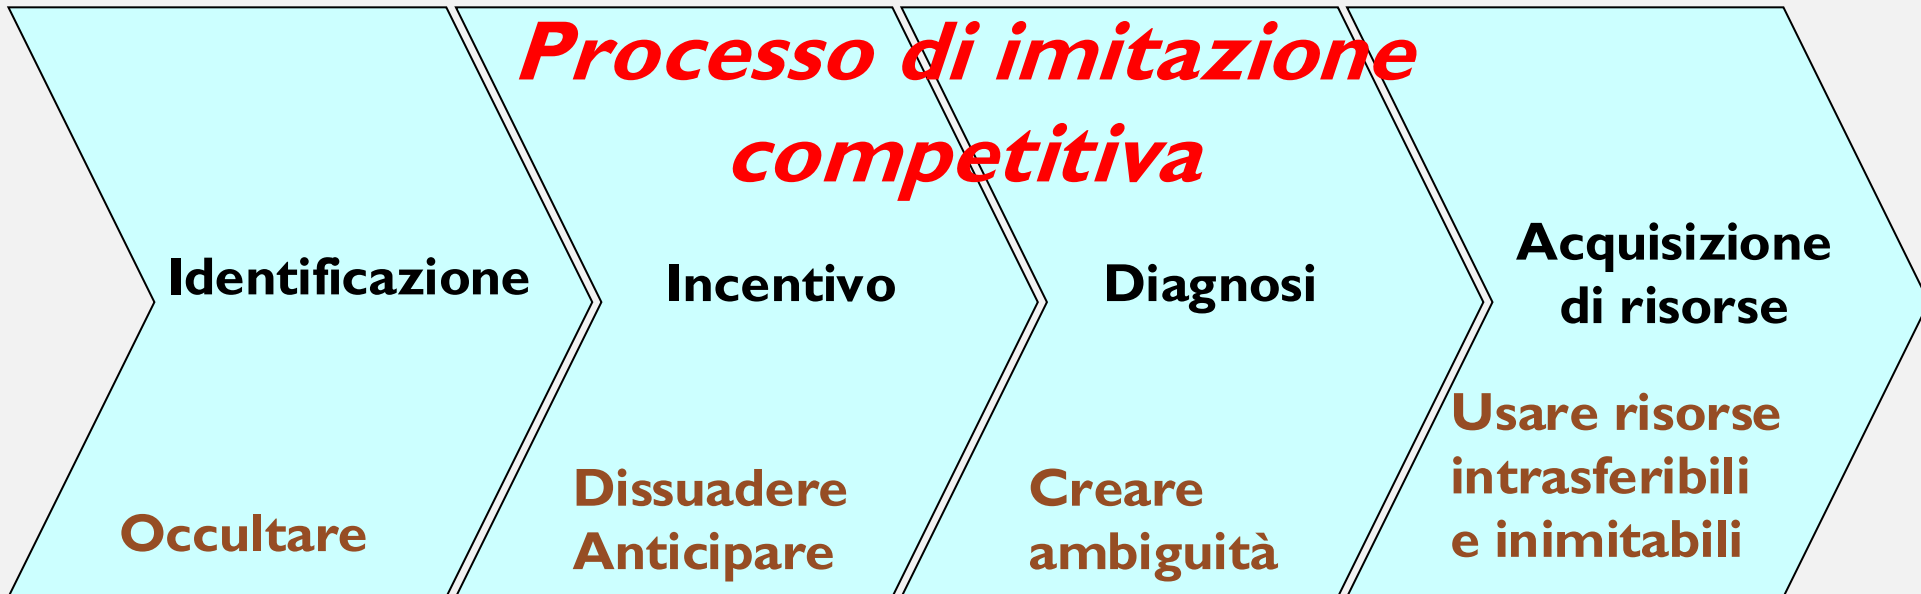 Processo di imitazione
competitiva
Identificazione
Incentivo
Diagnosi
Acquisizione
di risorse
Occultare
Dissuadere
Anticipare
Creare
ambiguità
Usare risorse
intrasferibili
e inimitabili